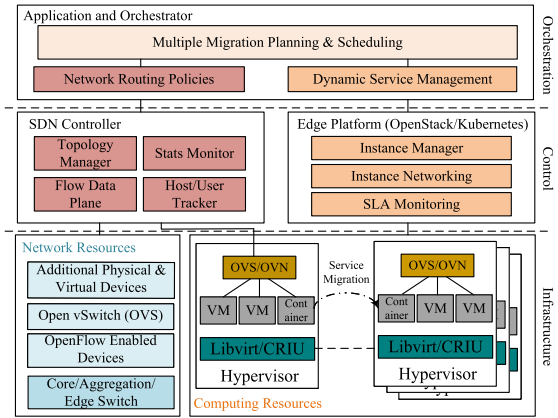 Application and Orchestrator
Multiple Migration Planning & Scheduling
Network Routing Policies
Dynamic Service Management
Orchestration
SDN Controller
Topology
Manager
Stats Monitor
Flow Data
Plane
Host/User
Tracker
Edge Platform (OpenStack/Kubernetes)
Instance Manager
Instance Networking
SLA Monitoring
Control
Network Resources
Additional Physical &
Virtual Devices
Open vSwitch (OVS)
OpenFlow Enabled
Devices
Core/Aggregation/
Edge Switch
OVS/OVN
VM
VM
Cont
ainer
Libvirt/CRIU
Hypervisor
Service
Migration
OVS/OVN
Cont
ainer
VM
VM
Libvirt/CRIU
Hypervisor
Computing Resources
Infrastructure